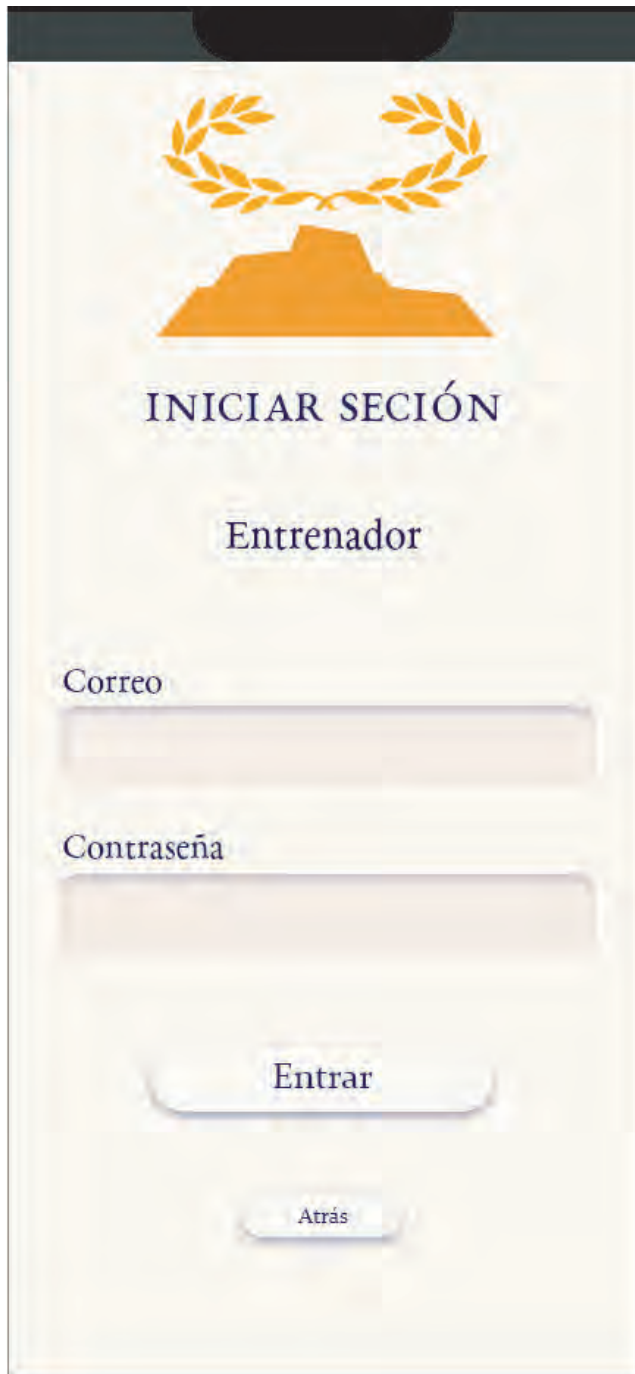 INICIAR SECIÓN
Entrenador
Correo
Contraseña
Entrar
Atrás